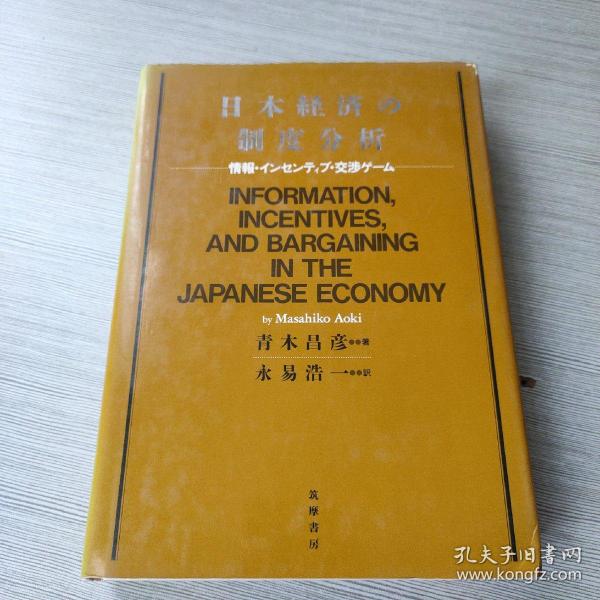 日本経済の
制度分析
情報・インセンティブ・交渉ゲーム
INFORMATION,
INCENTIVES,
AND BARGAINING
IN THE
JAPANESE ECONOMY
by Masahiko Aoki
青木昌彦●●著
永易浩一●●訳
筑摩書房
孔夫子旧书网
www.kongfz.com